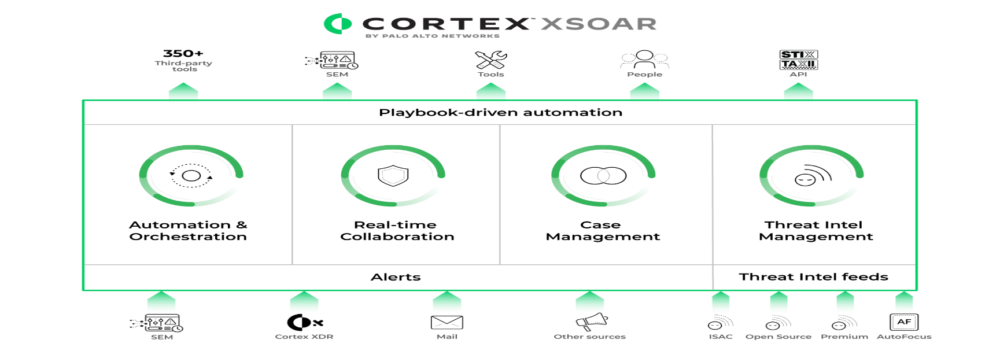 CORTEX™ XSOAR
BY PALO ALTO NETWORKS
350+
Third-party
tools
SEM
Tools
People
STIX
TAXII
API
Playbook-driven automation
Automation &
Orchestration
Real-time
Collaboration
Case
Management
Threat Intel
Management
Alerts
Threat Intel feeds
SEM
Cortex XDR
Mail
Other sources
ISAC
Open Source
Premium
AF
AutoFocus